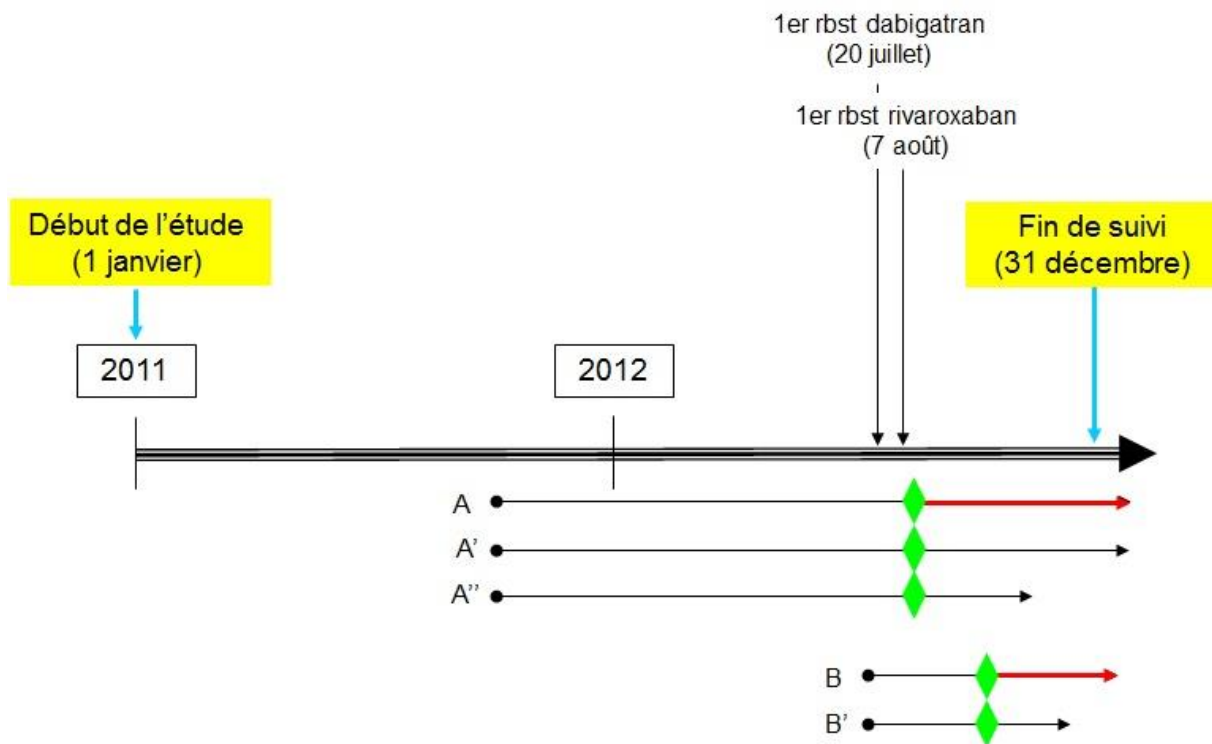 1er rbst dabigatran
(20 juillet)
1er rbst rivaroxaban
(7 août)
Début de l'étude
(1 janvier)
Fin de suivi
(31 décembre)
2011
2012
A
A'
A''
B
B'